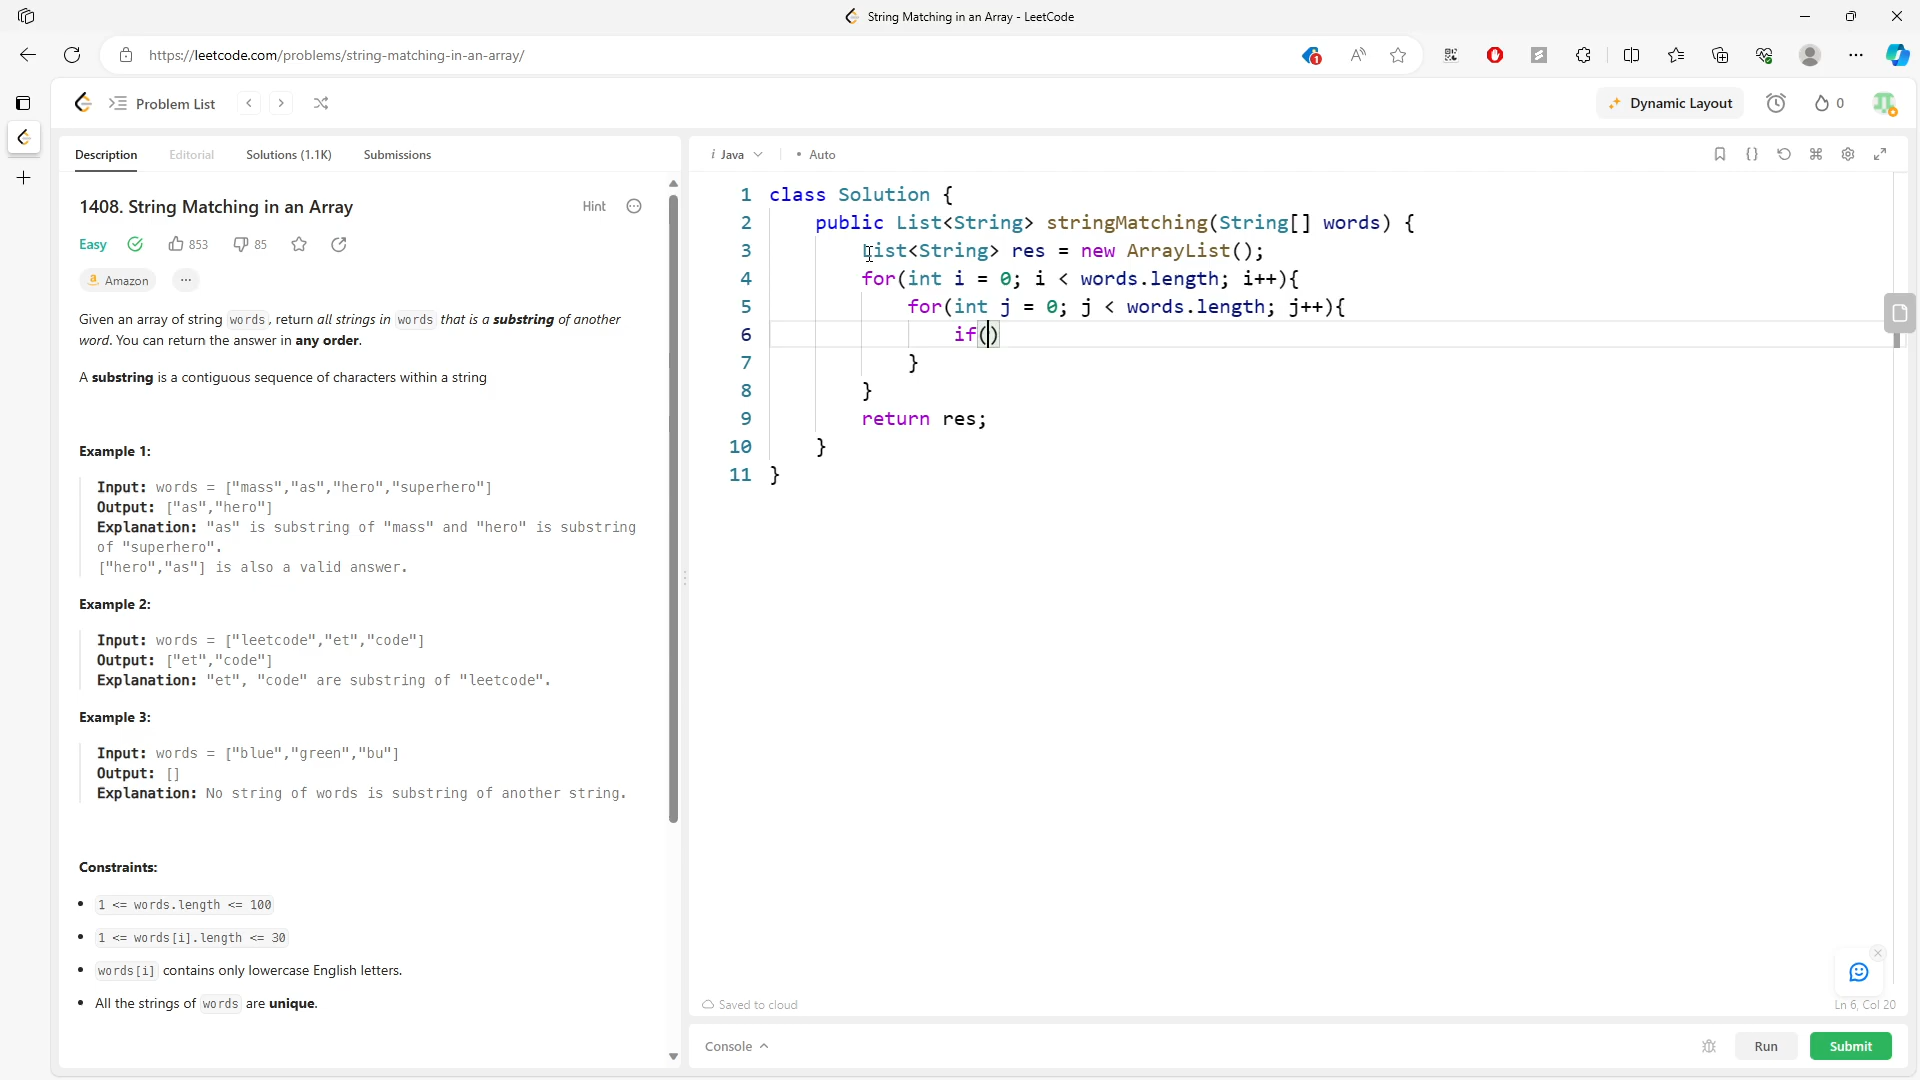 String Matching in an Array - LeetCode
https://leetcode.com/problems/string-matching-in-an-array/
1
Problem List
Dynamic Layout
0
Description
Editorial
Solutions (1.1K)
Submissions
1408. String Matching in an Array
Hint
Easy
853
85
Amazon
Given an array of string words, return all strings in words that is a substring of another
word. You can return the answer in any order.
A substring is a contiguous sequence of characters within a string
Example 1:
Input: words = ["mass","as","hero","superhero"]
Output: ["as","hero"]
Explanation: "as" is substring of "mass" and "hero" is substring
of "superhero".
["hero","as"] is also a valid answer.
Example 2:
Input: words = ["leetcode","et","code"]
Output: ["et","code"]
Explanation: "et", "code" are substring of "leetcode".
Example 3:
Input: words = ["blue","green","bu"]
Output: []
Explanation: No string of words is substring of another string.
Constraints:
• 1 <= words.length <= 100
• 1 <= words[i].length <= 30
• words[i] contains only lowercase English letters.
• All the strings of words are unique.
i Java
• Auto
1 class Solution {
2 public List<String> stringMatching(String[] words) {
3 List<String> res = new ArrayList();
4 for(int i = 0; i < words.length; i++){
5 for(int j = 0; j < words.length; j++){
6 if()
7 }
8 }
9 return res;
10 }
11 }
Saved to cloud
Ln 6, Col 20
Console
Run
Submit